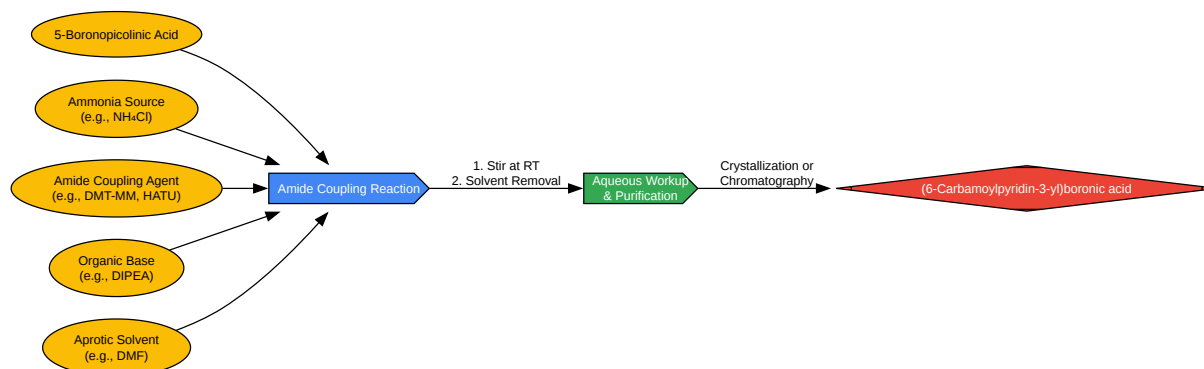 5-Boronopicolinic Acid
Ammonia Source
(e.g., NH₄Cl)
Amide Coupling Agent
(e.g., DMT-MM, HATU)
Organic Base
(e.g., DIPEA)
Aprotic Solvent
(e.g., DMF)
Amide Coupling Reaction
1. Stir at RT
2. Solvent Removal
Aqueous Workup
& Purification
Crystallization or
Chromatography
(6-Carbamoylpyridin-3-yl)boronic acid